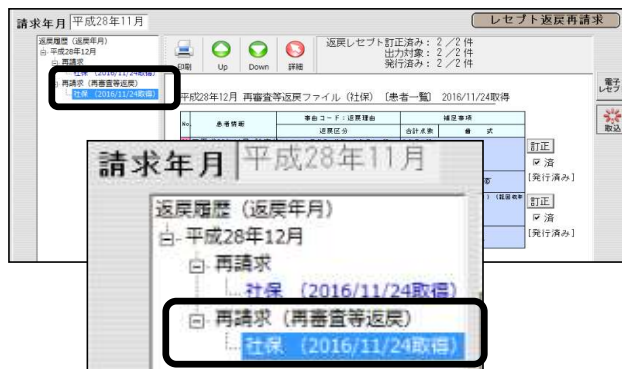 請求年月 平成28年11月
レセプト返戻再請求
返戻履歴（返戻年月）
平成28年12月
再請求
社保 （2016/11/24取得）
再請求（再審査等返戻）
社保 （2016/11/24取得）
印刷 Up Down 詳細
返戻レセプト訂正済み： 2／2件
出力対象： 2／2件
発行済み： 2／2件
電子レセプ
取込
平成28年12月 再審査等返戻ファイル（社保）〔患者一覧〕 2016/11/24取得
No. 患者情報 事由コード：返戻理由 補足事項
返戻区分 合計点数
訂正
済
[発行済み]
訂正
済
[発行済み]
請求年月 平成28年11月
返戻履歴（返戻年月）
平成28年12月
再請求
社保 （2016/11/24取得）
再請求（再審査等返戻）
社保 （2016/11/24取得）